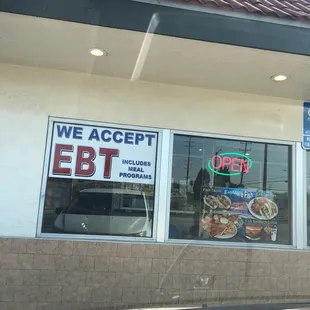 WE ACCEPT
EBT
INCLUDES
MEAL
PROGRAMS
OPEN